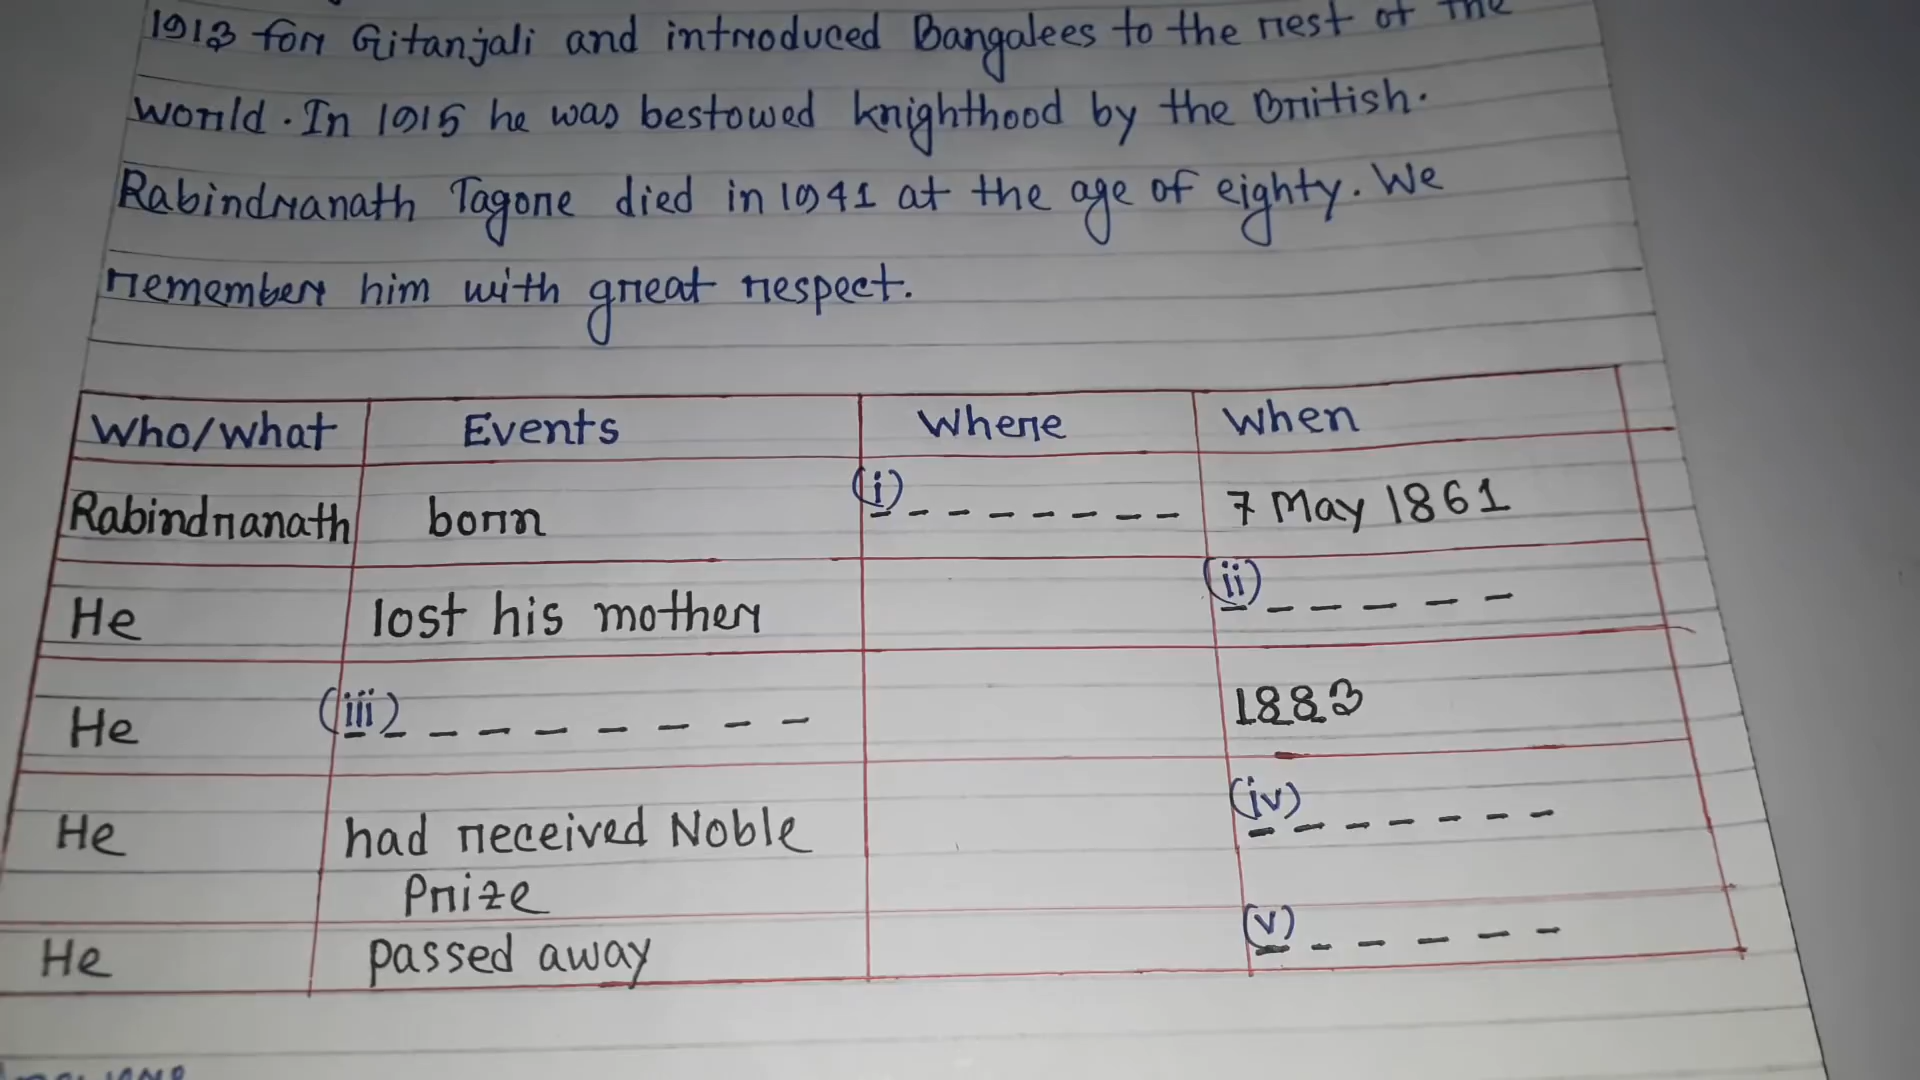 1913 for Gitanjali and introduced Bangalees to the rest of the
world. In 1915 he was bestowed knighthood by the British.
Rabindranath Tagore died in 1941 at the age of eighty. We
remember him with great respect.
Who/what Events Where When
Rabindranath born (i) _ _ _ _ _ _ _ _ 7 May 1861
He lost his mother (ii) _ _ _ _ _ _
He (iii) _ _ _ _ _ _ _ _ _ 1883
He had received Noble (iv) _ _ _ _ _ _ _
Prize
He passed away (v) _ _ _ _ _ _